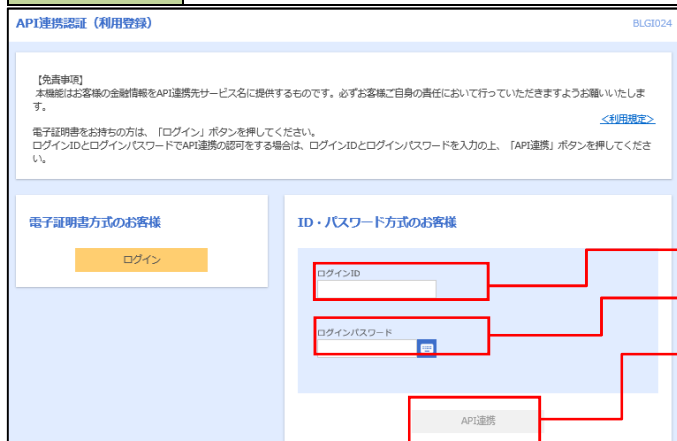 API連携認証（利用登録）
BLGI024
【免責事項】
本機能はお客様の金融情報をAPI連携先サービス名に提供するものです。必ずお客様ご自身の責任において行っていただきますようお願いいたしま
す。
<利用規定>
電子証明書をお持ちの方は、「ログイン」ボタンを押してください。
ログインIDとログインパスワードでAPI連携の認可をする場合は、ログインIDとログインパスワードを入力の上、「API連携」ボタンを押してくださ
い。
電子証明書方式のお客様
ログイン
ID・パスワード方式のお客様
ログインID
ログインパスワード
API連携